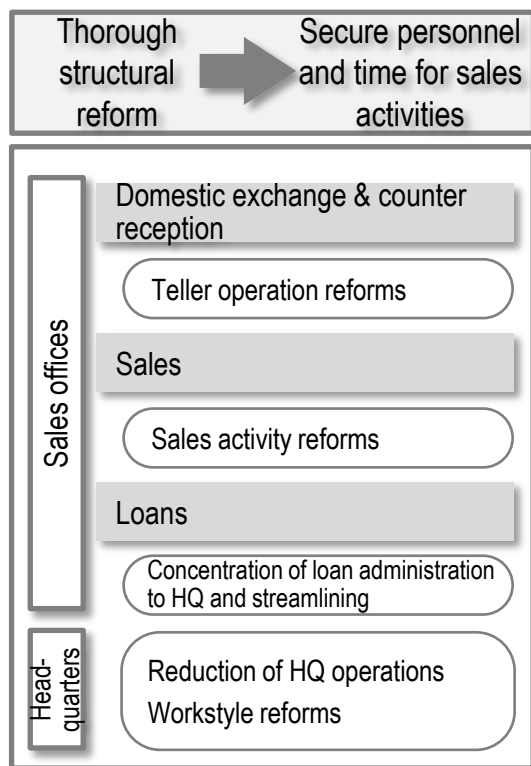 Thorough
structural
reform
Secure personnel
and time for sales
activities
Sales offices
Domestic exchange & counter
reception
Teller operation reforms
Sales
Sales activity reforms
Loans
Concentration of loan administration
to HQ and streamlining
Head-
quarters
Reduction of HQ operations
Workstyle reforms